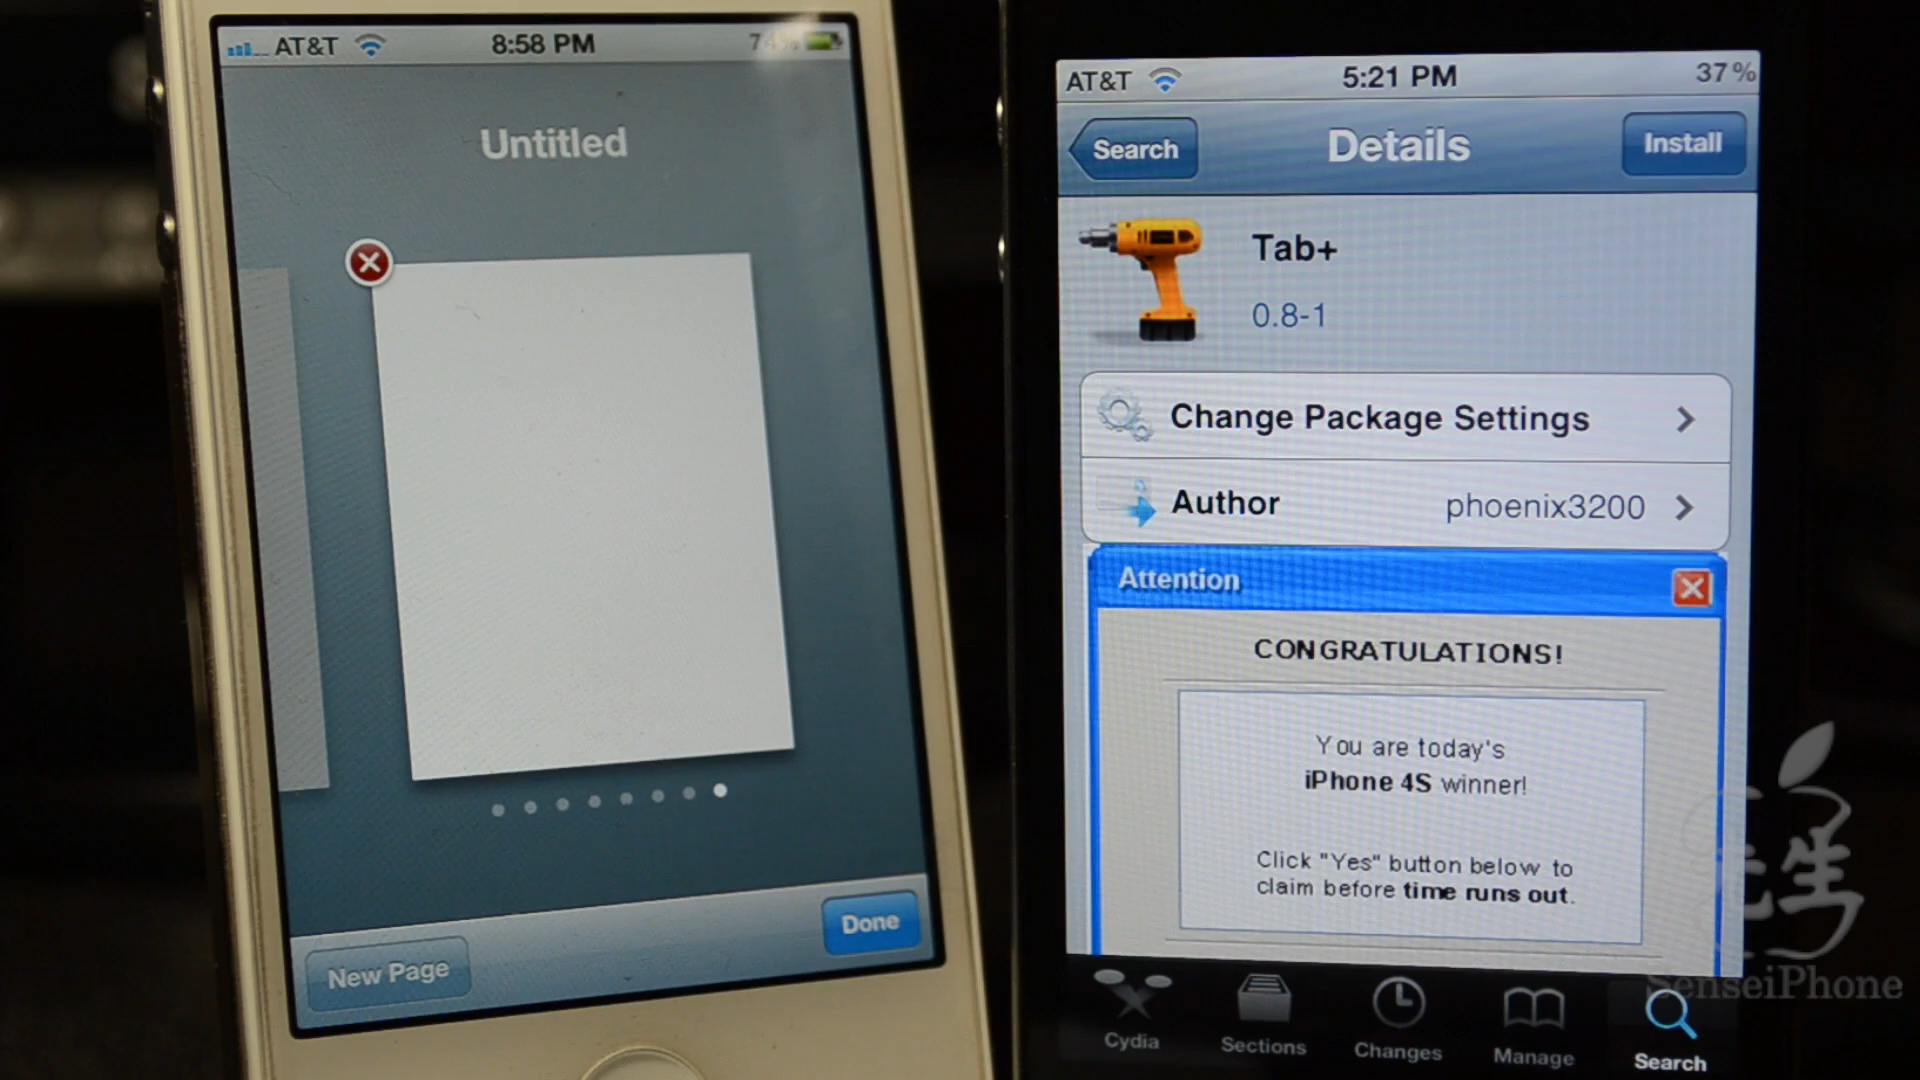 AT&T
8:58 PM
Untitled
New Page
Done
AT&T
5:21 PM
37%
Search
Details
Install
Tab+
0.8-1
Change Package Settings
Author
phoenix3200
Attention
CONGRATULATIONS!
You are today's
iPhone 4S winner!
Click "Yes" button below to
claim before time runs out.
Cydia
Sections
Changes
Manage
Search
先生
SenseiPhone